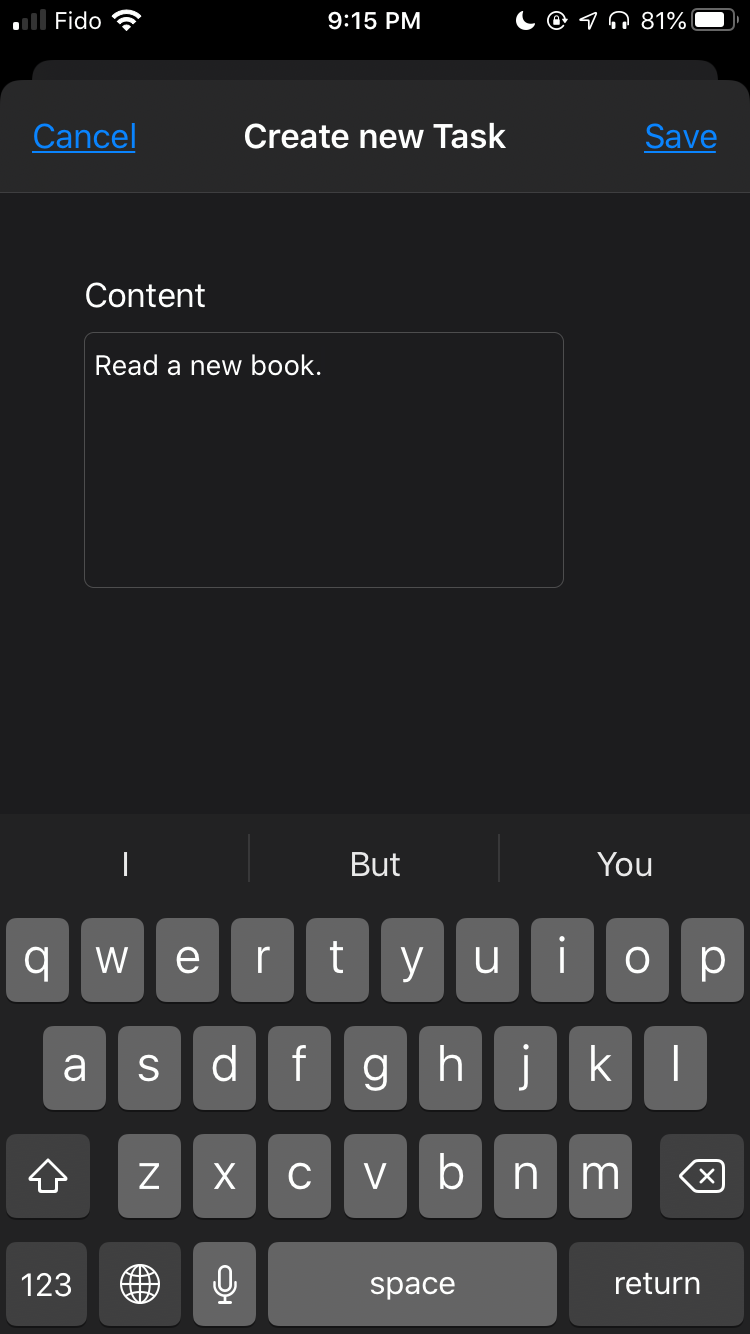 Fido 9:15 PM 81%
Cancel Create new Task Save
Content
Read a new book.
I But You
q w e r t y u i o p
a s d f g h j k l
z x c v b n m
123 space return